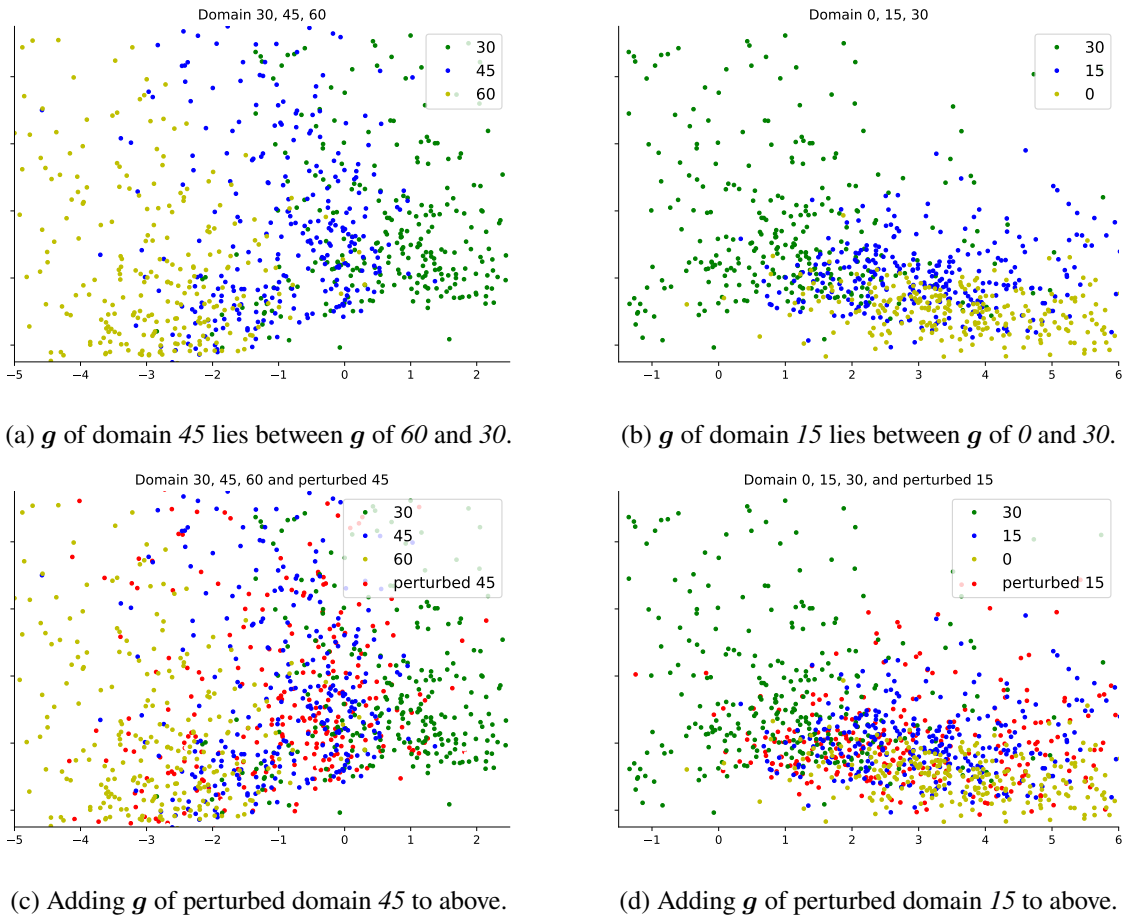 Domain 30, 45, 60
30
45
60
−5 −4 −3 −2 −1 0 1 2
(a) g of domain 45 lies between g of 60 and 30.
Domain 0, 15, 30
30
15
0
−1 0 1 2 3 4 5 6
(b) g of domain 15 lies between g of 0 and 30.
Domain 30, 45, 60 and perturbed 45
30
45
60
perturbed 45
−5 −4 −3 −2 −1 0 1 2
(c) Adding g of perturbed domain 45 to above.
Domain 0, 15, 30, and perturbed 15
30
15
0
perturbed 15
−1 0 1 2 3 4 5 6
(d) Adding g of perturbed domain 15 to above.